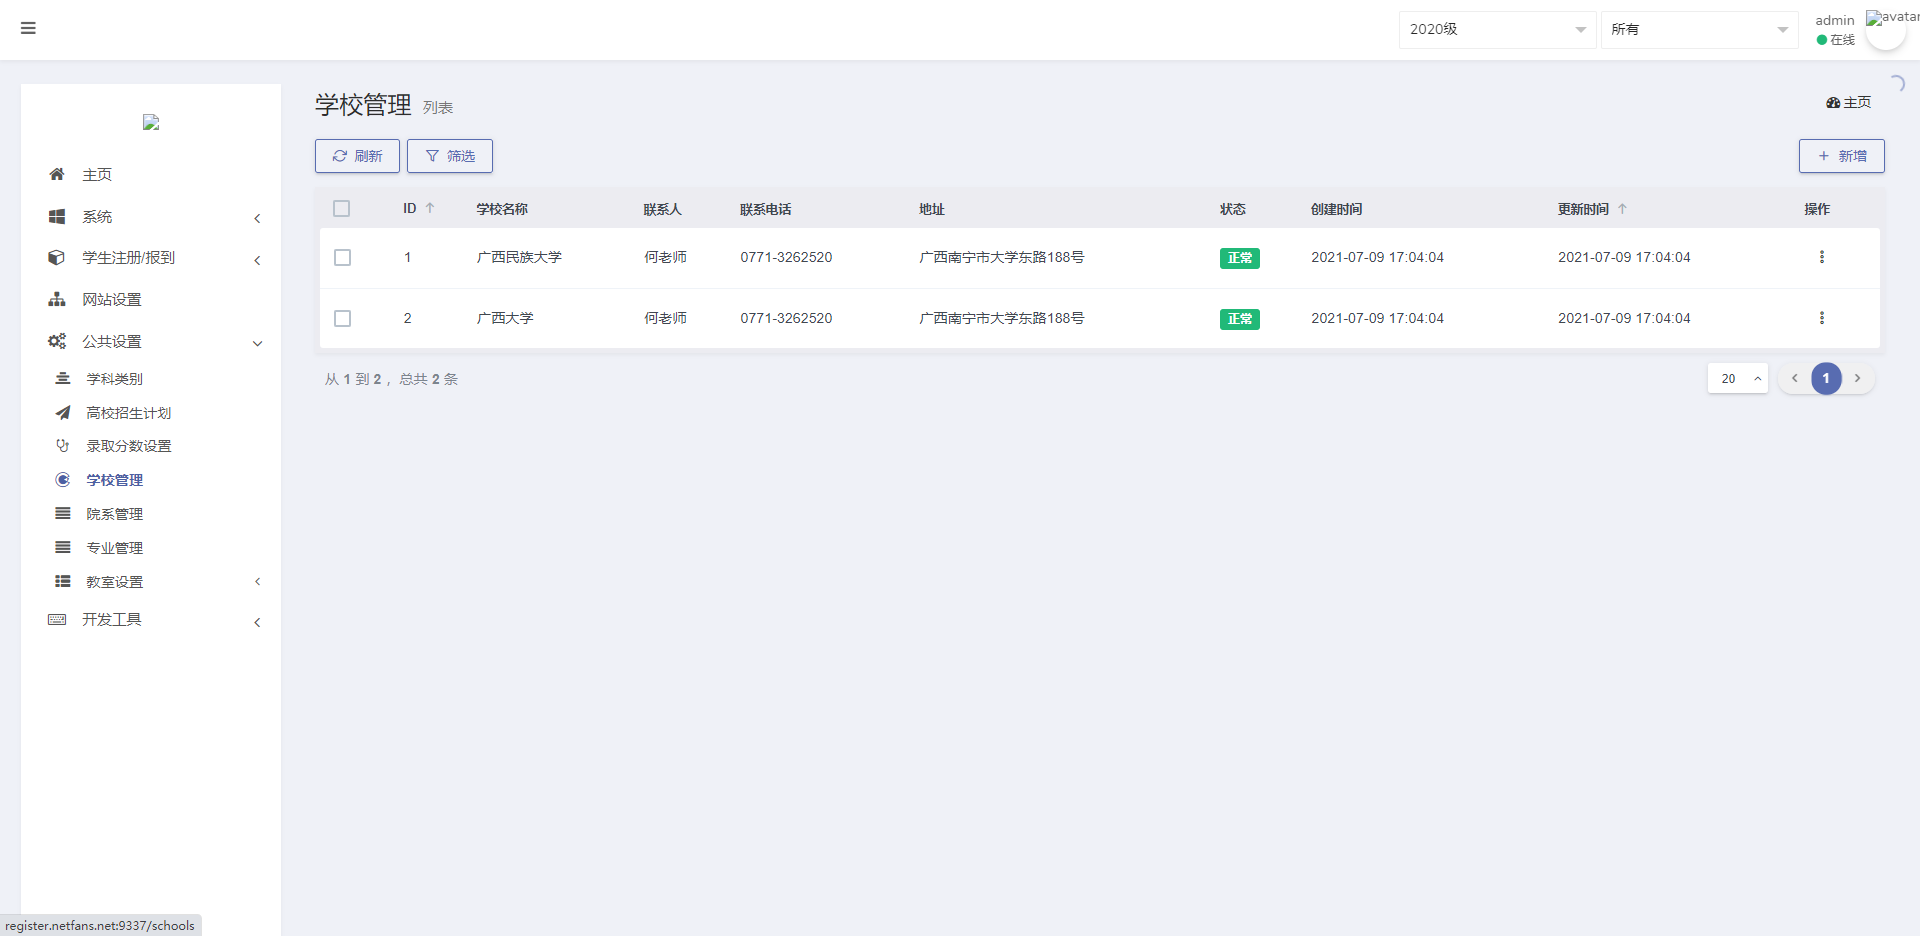 2020级
所有
admin
在线
avatar
主页
系统
学生注册/报到
网站设置
公共设置
学科类别
高校招生计划
录取分数设置
学校管理
院系管理
专业管理
教室设置
开发工具
学校管理 列表
主页
刷新
筛选
新增
ID 学校名称 联系人 联系电话 地址 状态 创建时间 更新时间 操作
1 广西民族大学 何老师 0771-3262520 广西南宁市大学东路188号 正常 2021-07-09 17:04:04 2021-07-09 17:04:04
2 广西大学 何老师 0771-3262520 广西南宁市大学东路188号 正常 2021-07-09 17:04:04 2021-07-09 17:04:04
从 1 到 2 ，总共 2 条
20
1
register.netfans.net:9337/schools